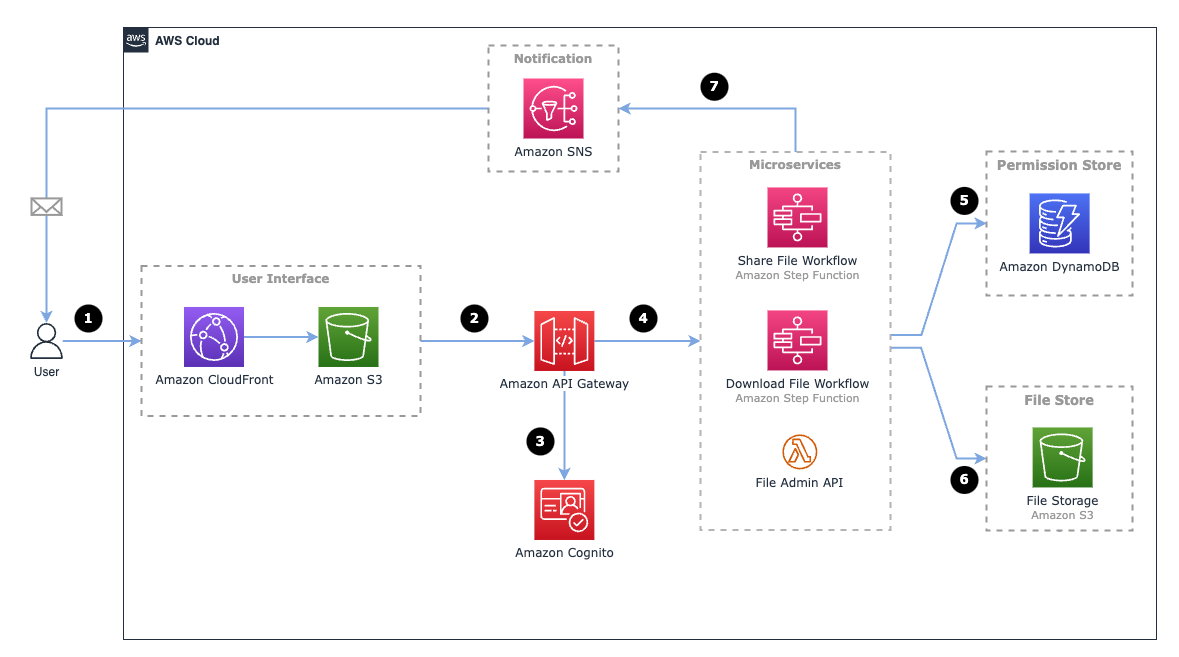 aws
AWS Cloud
Notification
Amazon SNS
7
Microservices
Share File Workflow
Amazon Step Function
Download File Workflow
Amazon Step Function
File Admin API
Permission Store
Amazon DynamoDB
5
User Interface
Amazon CloudFront
Amazon S3
1
User
2
</>
Amazon API Gateway
4
3
Amazon Cognito
File Store
File Storage
Amazon S3
6